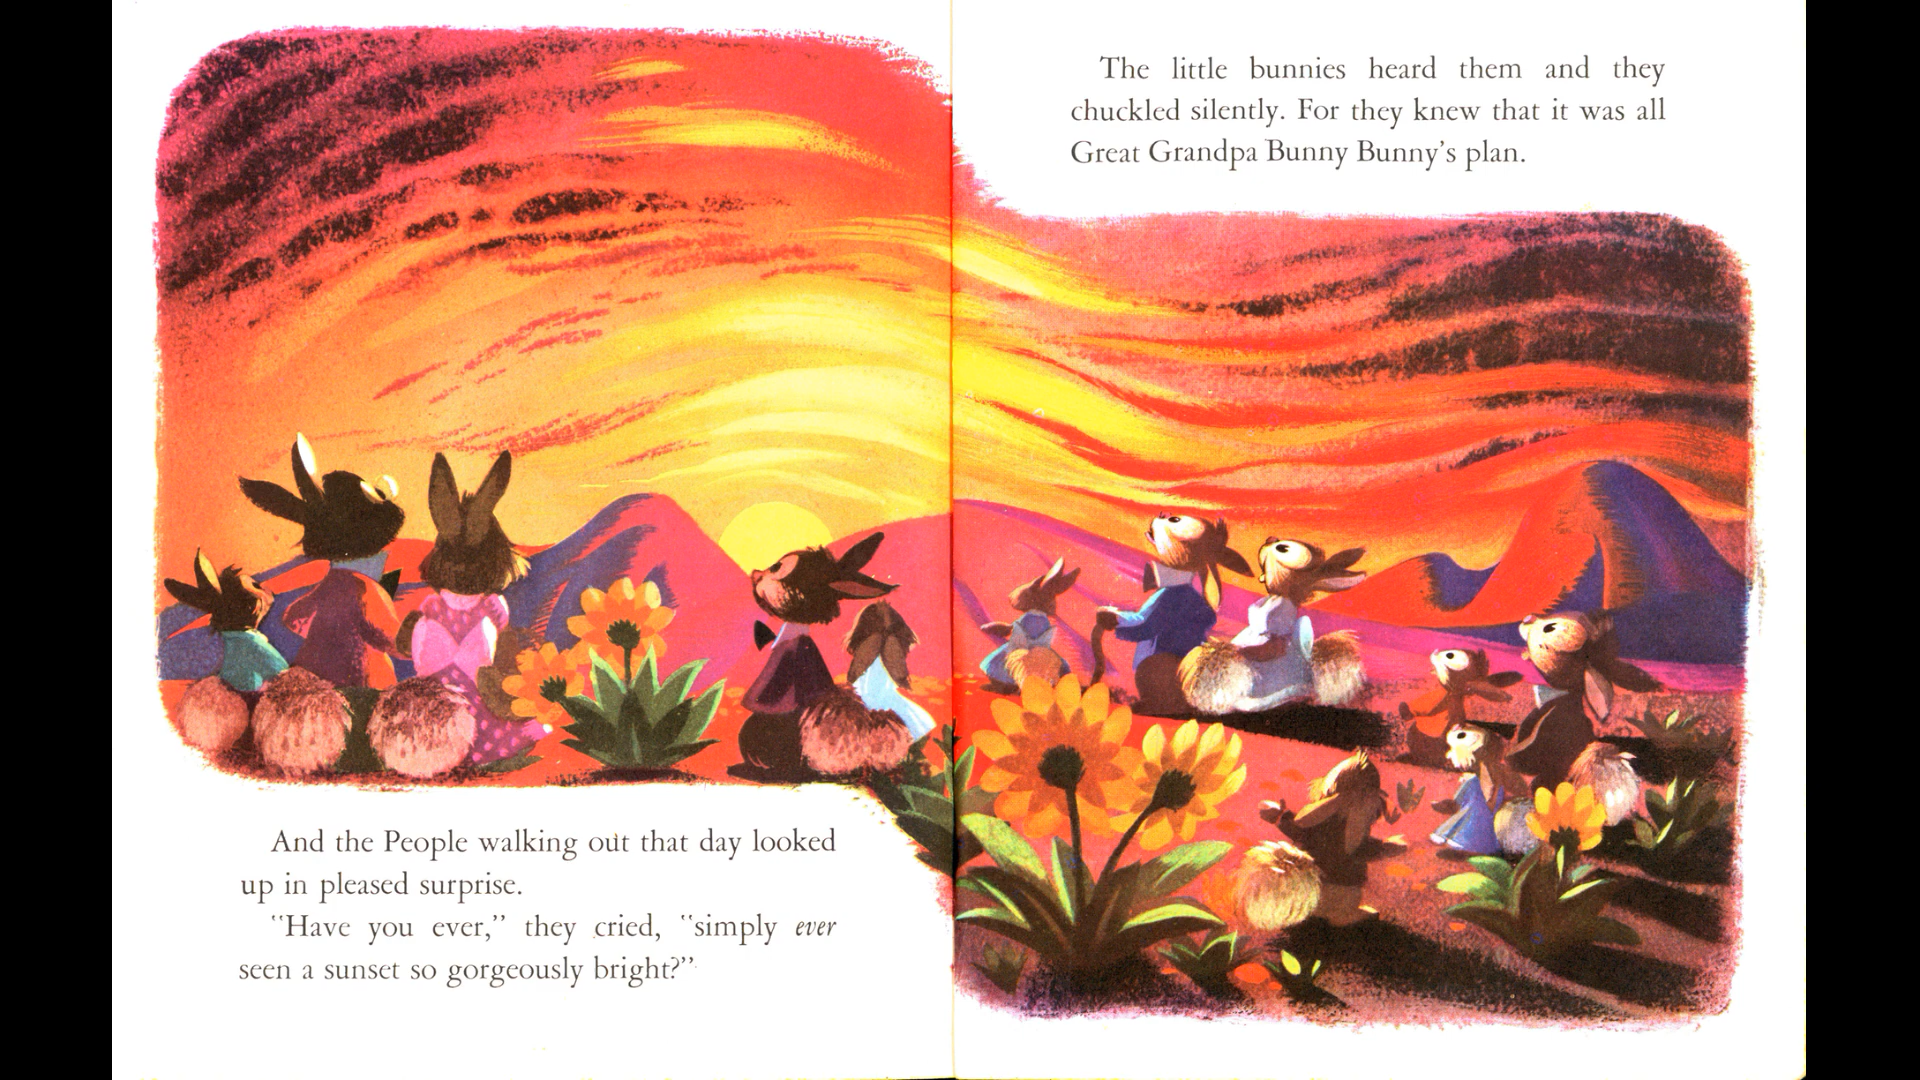 And the People walking out that day looked
up in pleased surprise.
"Have you ever," they cried, "simply ever
seen a sunset so gorgeously bright?"
The little bunnies heard them and they
chuckled silently. For they knew that it was all
Great Grandpa Bunny Bunny's plan.